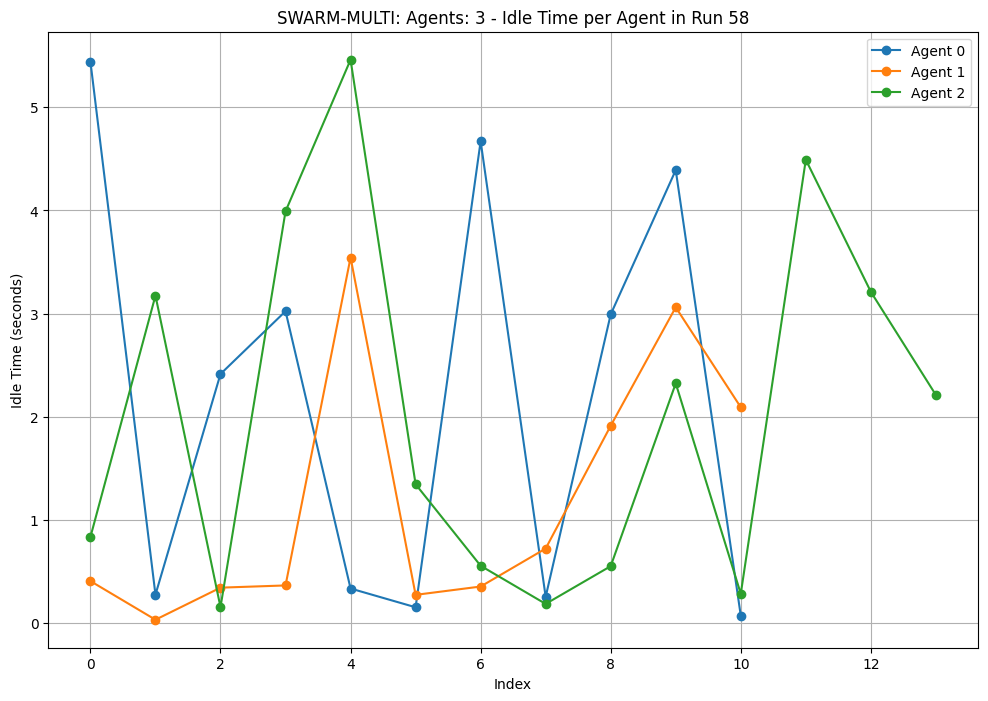 SWARM-MULTI: Agents: 3 - Idle Time per Agent in Run 58
Agent 0
Agent 1
Agent 2
Idle Time (seconds)
5
4
3
2
1
0
0 2 4 6 8 10 12
Index